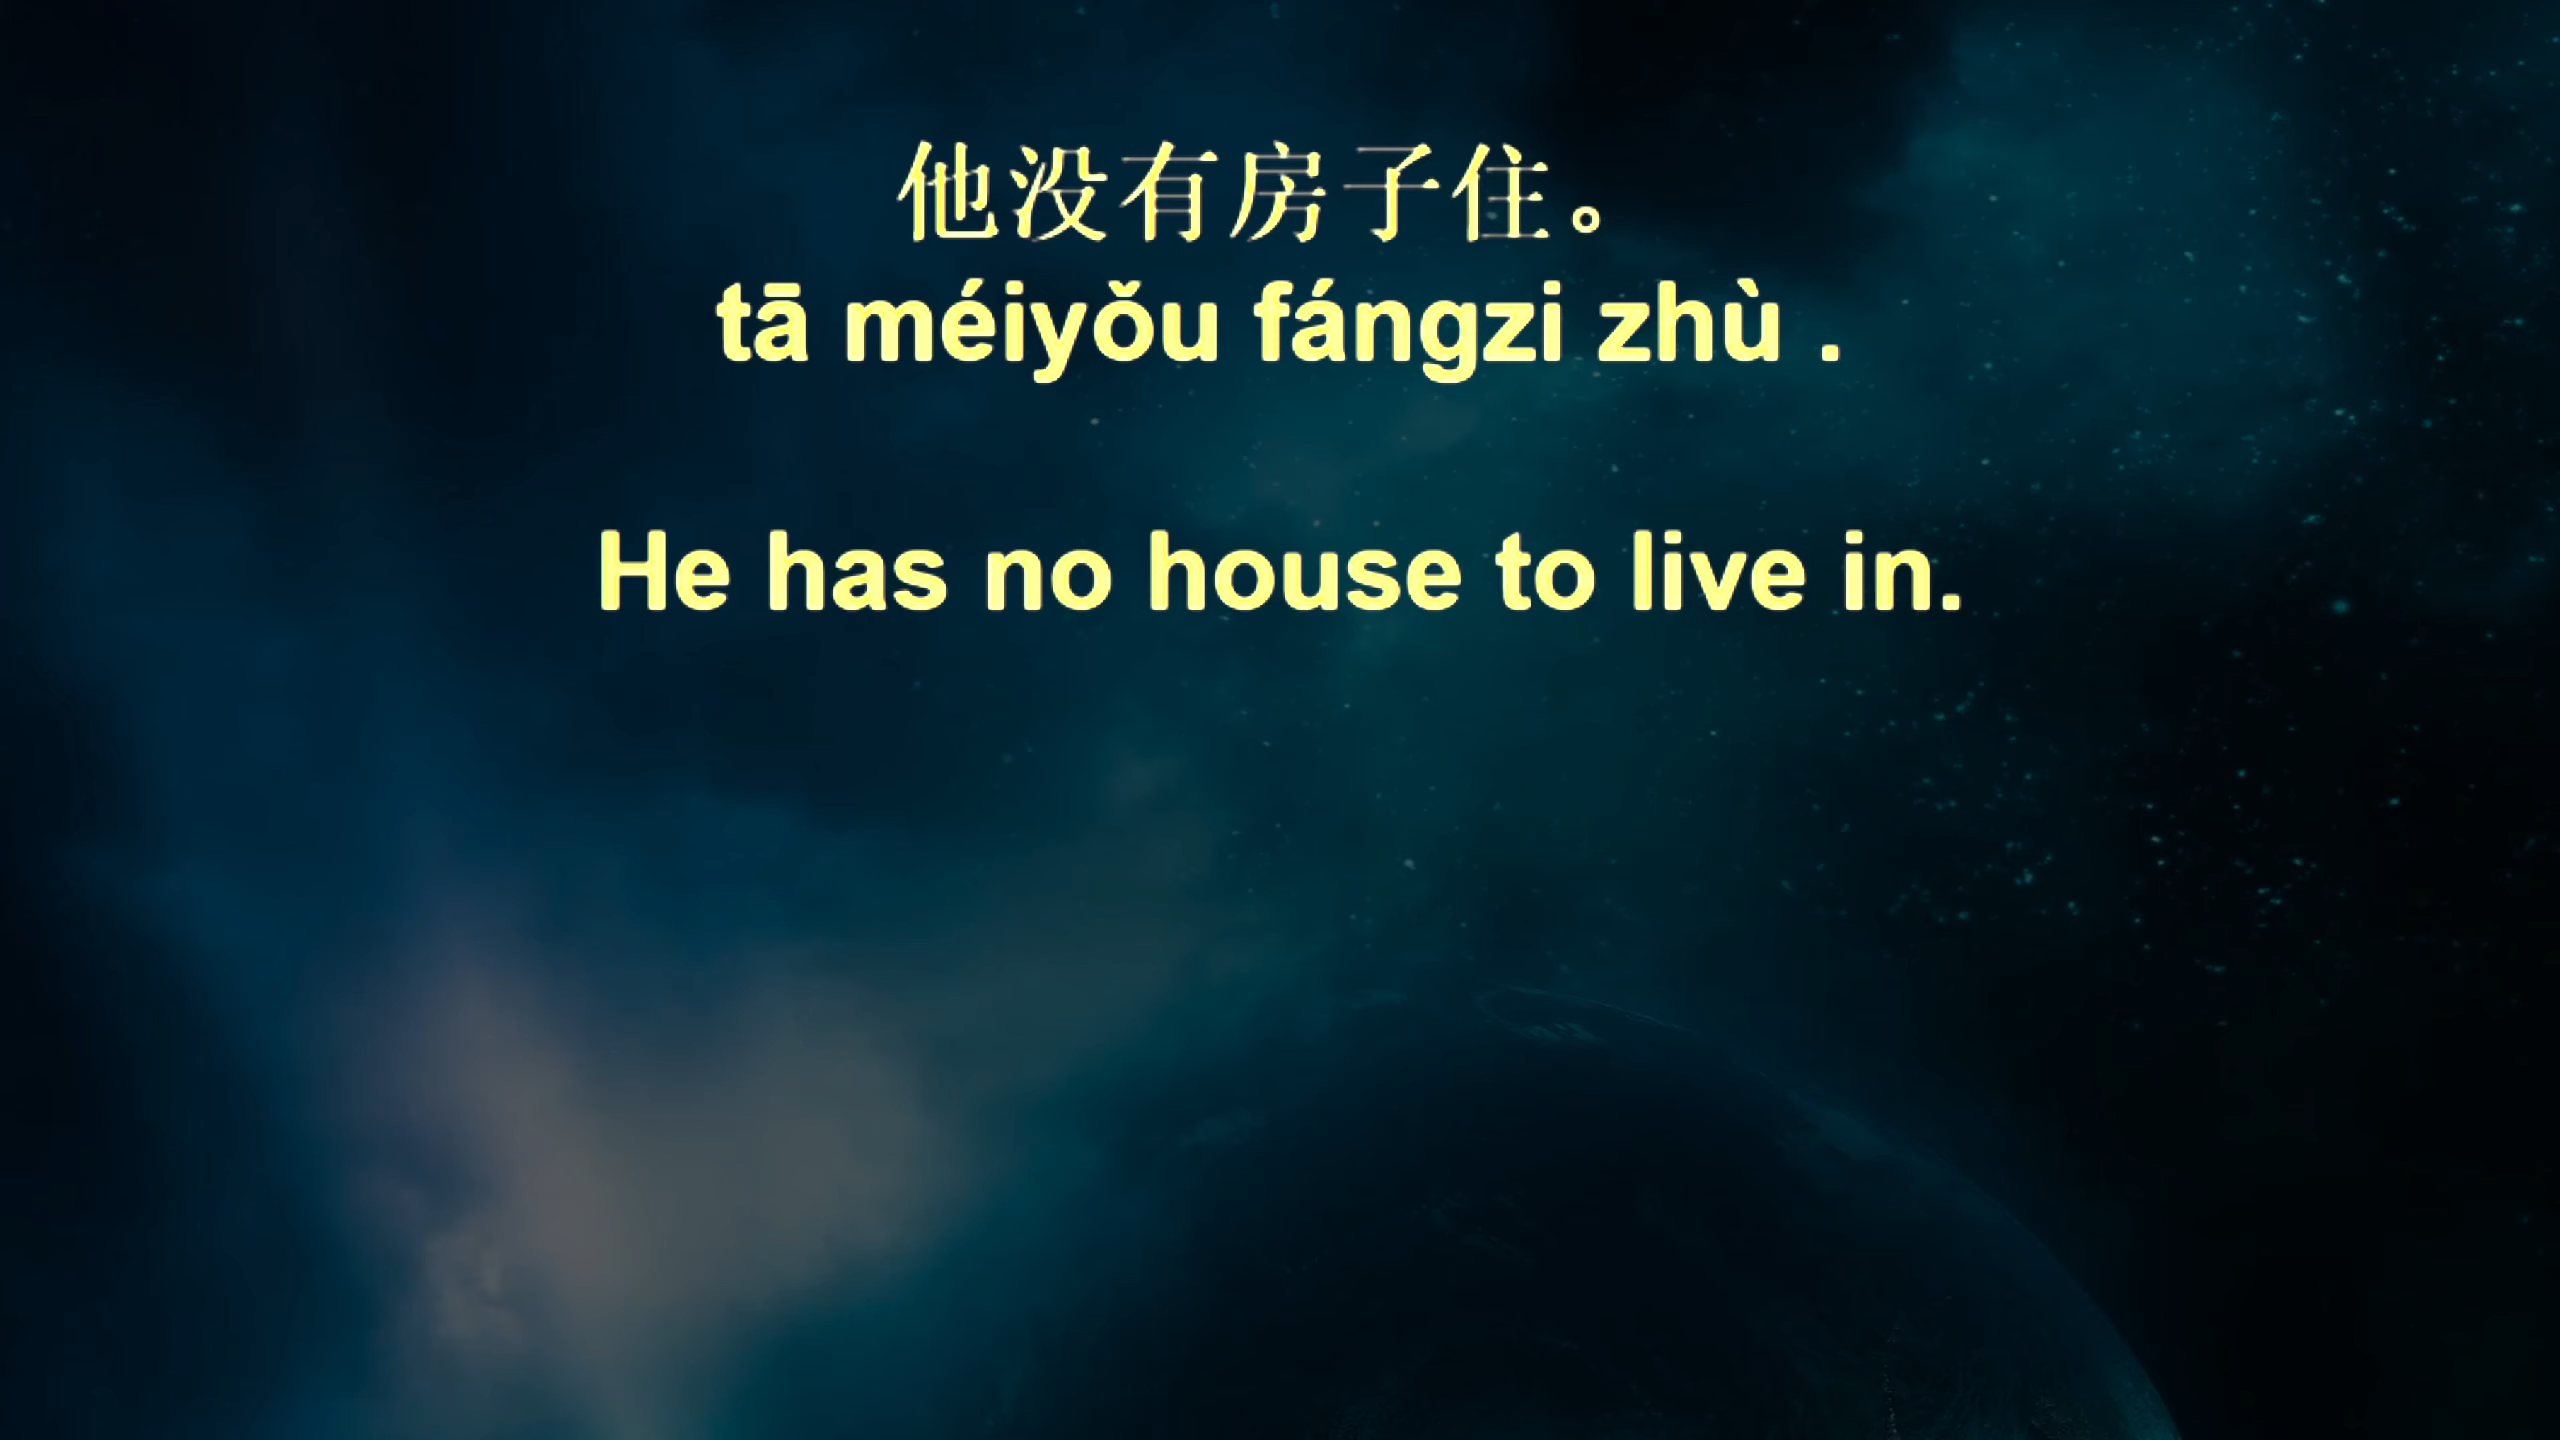 他没有房子住。
tā méiyǒu fángzi zhù .
He has no house to live in.